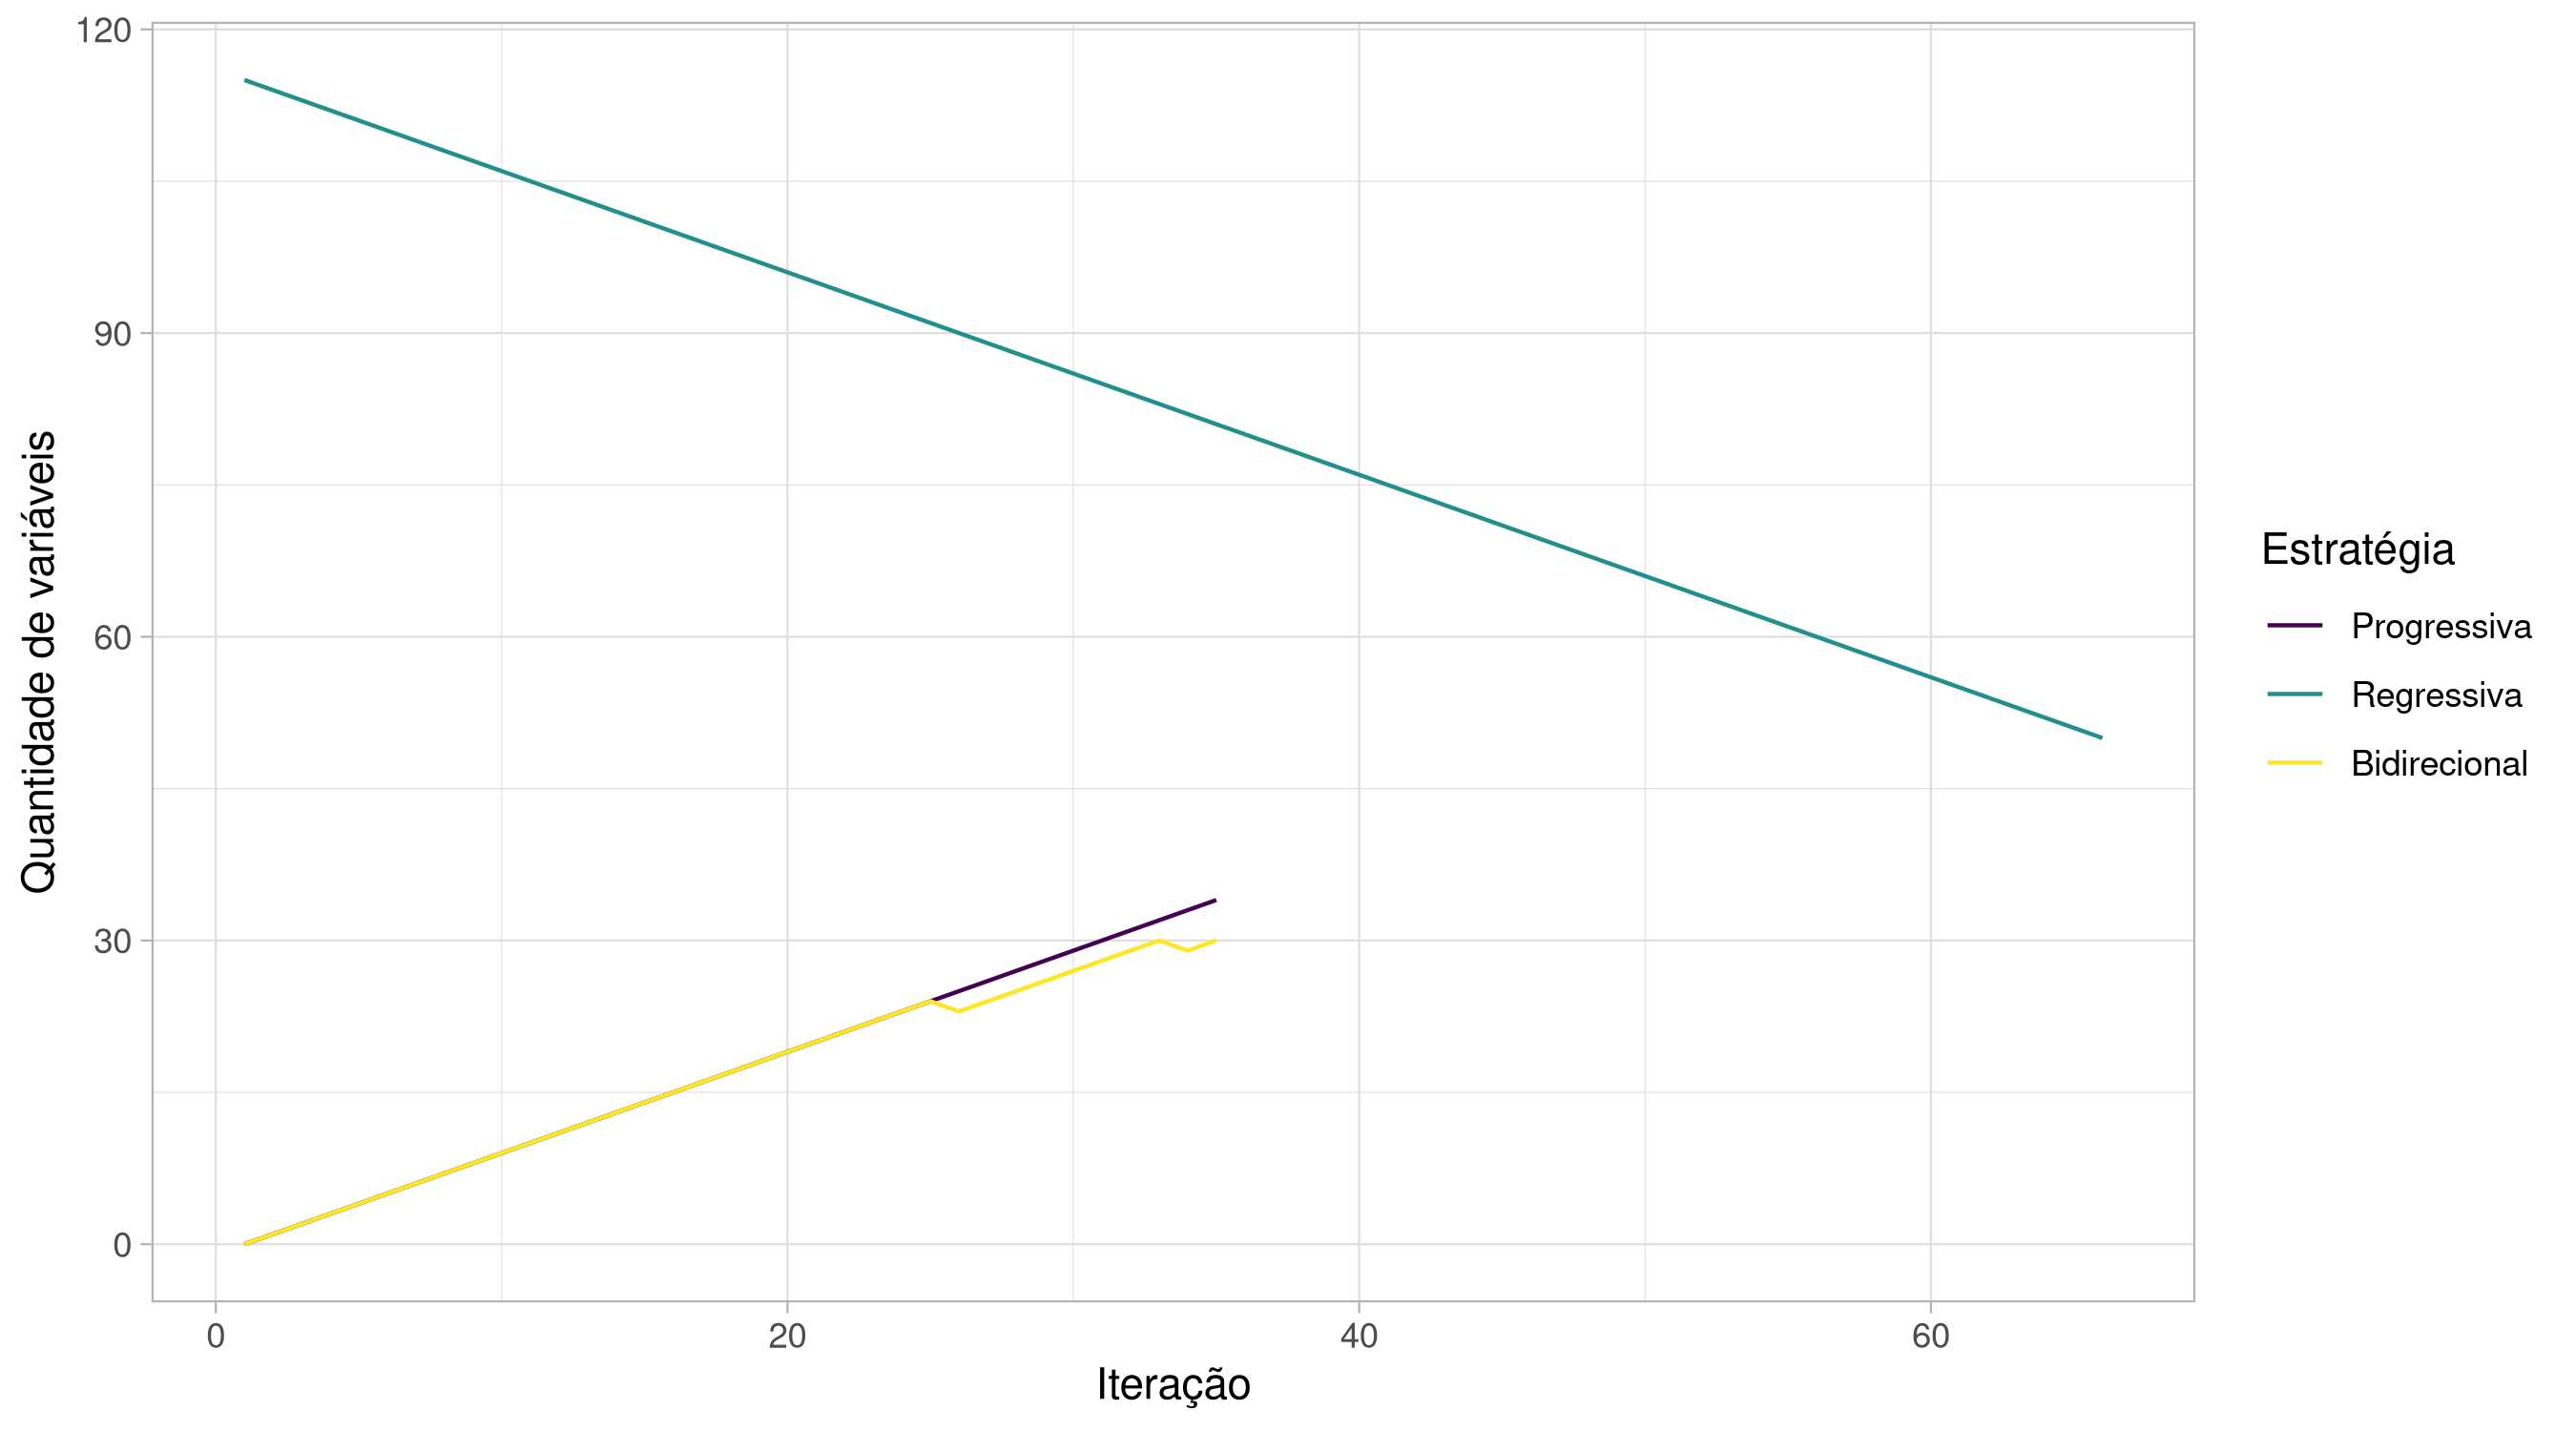 120
90
60
30
0
Quantidade de variáveis
0 20 40 60
Iteração
Estratégia
Progressiva
Regressiva
Bidirecional